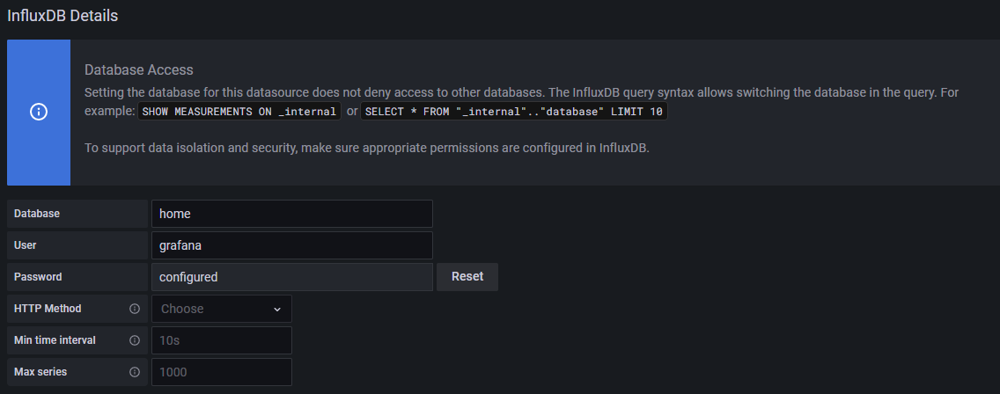 InfluxDB Details
Database Access
Setting the database for this datasource does not deny access to other databases. The InfluxDB query syntax allows switching the database in the query. For
example: SHOW MEASUREMENTS ON _internal or SELECT * FROM "_internal".."database" LIMIT 10
To support data isolation and security, make sure appropriate permissions are configured in InfluxDB.
Database home
User grafana
Password configured Reset
HTTP Method Choose
Min time interval 10s
Max series 1000